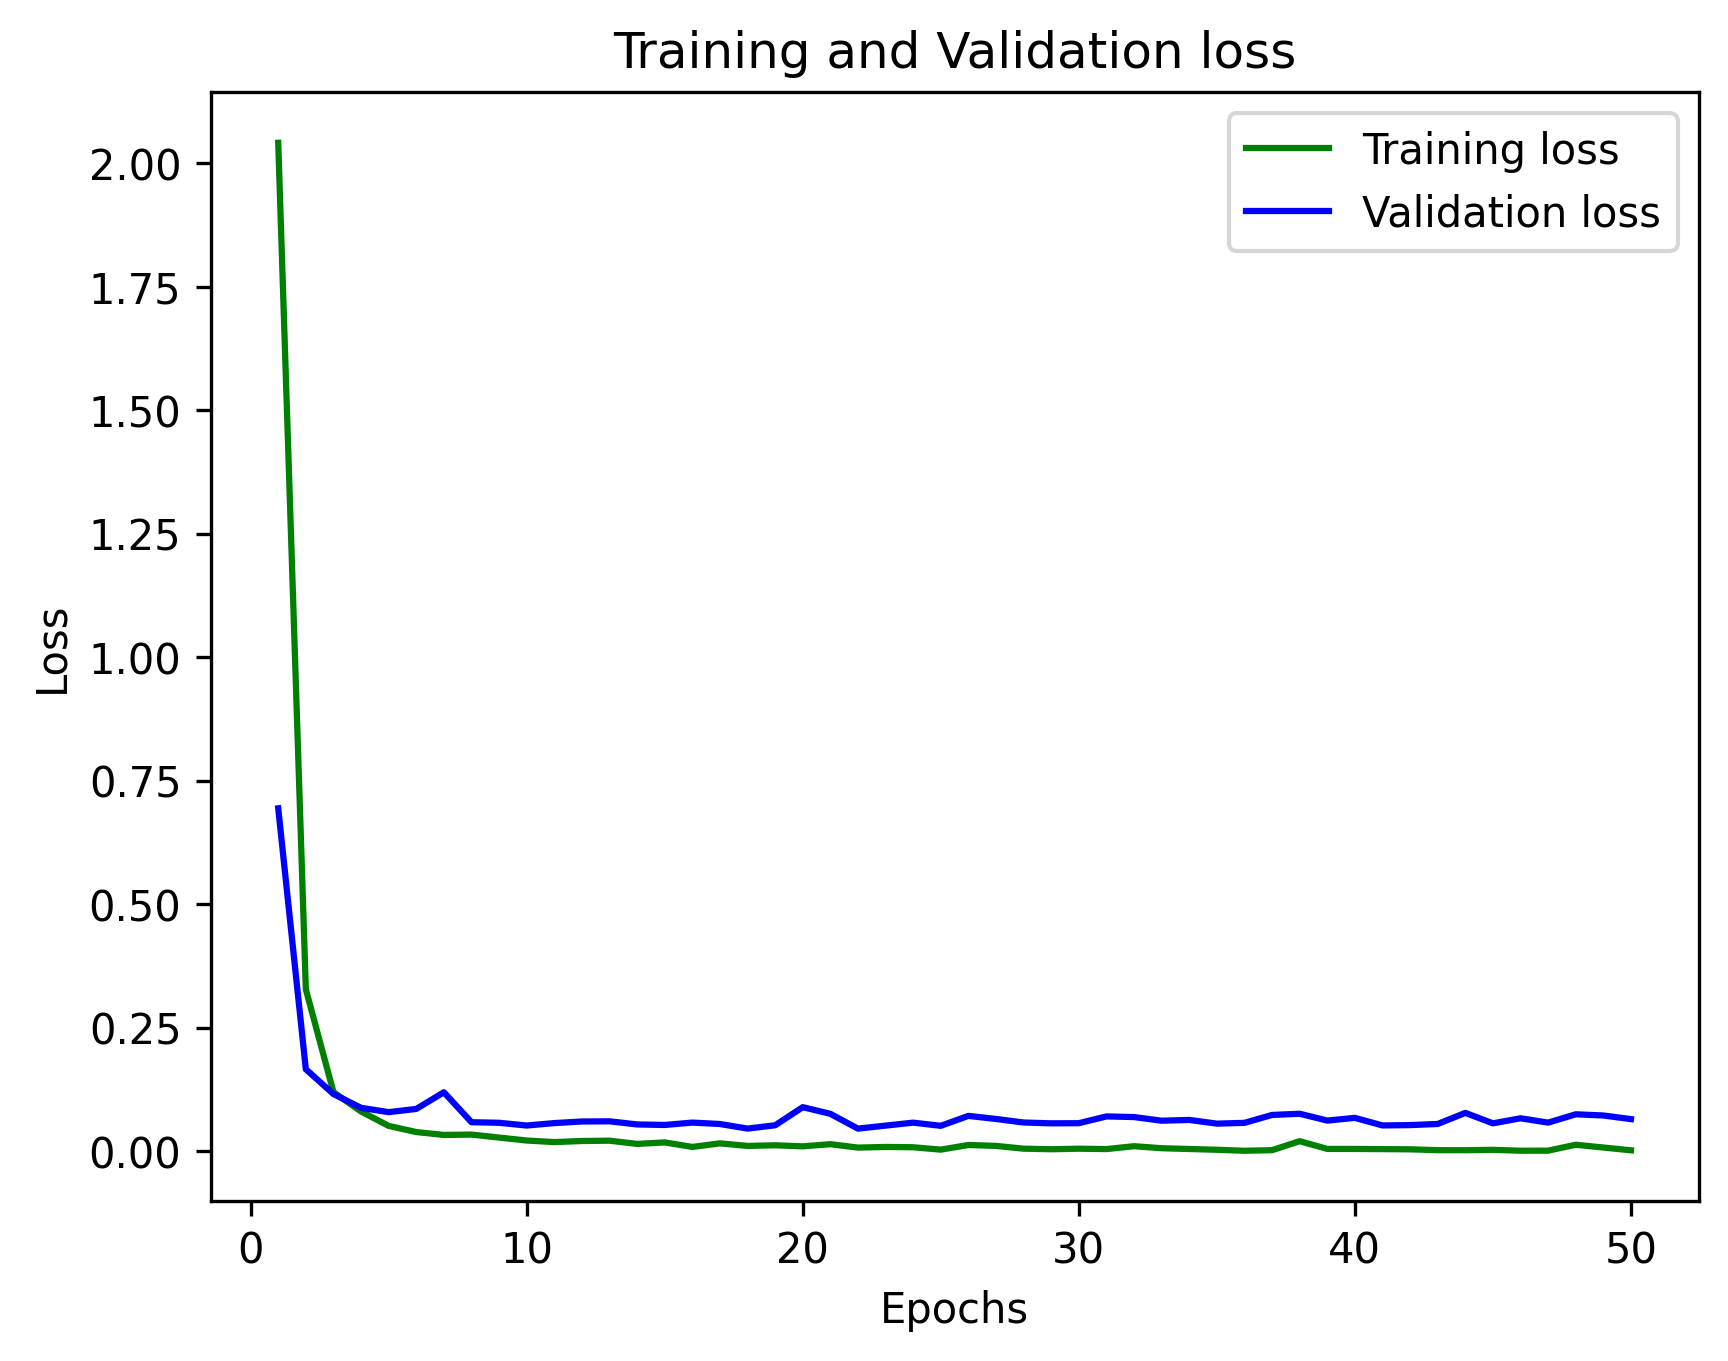 Training and Validation loss
Training loss
Validation loss
2.00
1.75
1.50
1.25
1.00
0.75
0.50
0.25
0.00
Loss
0 10 20 30 40 50
Epochs